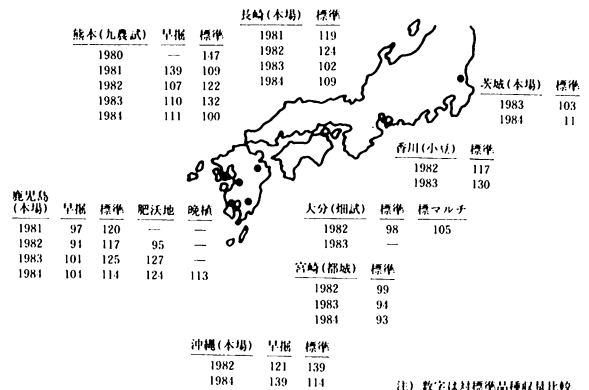 長崎(本場) 標準
1981 119
1982 124
1983 102
1984 109
熊本(九農試) 早掘 標準
1980 — 147
1981 139 109
1982 107 122
1983 110 132
1984 111 100
茨城(本場) 標準
1983 103
1984 11
香川(小豆) 標準
1982 117
1983 130
鹿児島(本場) 早掘 標準 肥沃地 晩植
1981 97 120 — —
1982 94 117 95 —
1983 101 125 127 —
1984 104 114 124 113
大分(畑試) 標準 標マルチ
1982 98 105
1983 —
宮崎(都城) 標準
1982 99
1983 94
1984 93
沖縄(本場) 早掘 標準
1982 121 139
1984 139 114
注) 数字は対標準品種収量比較